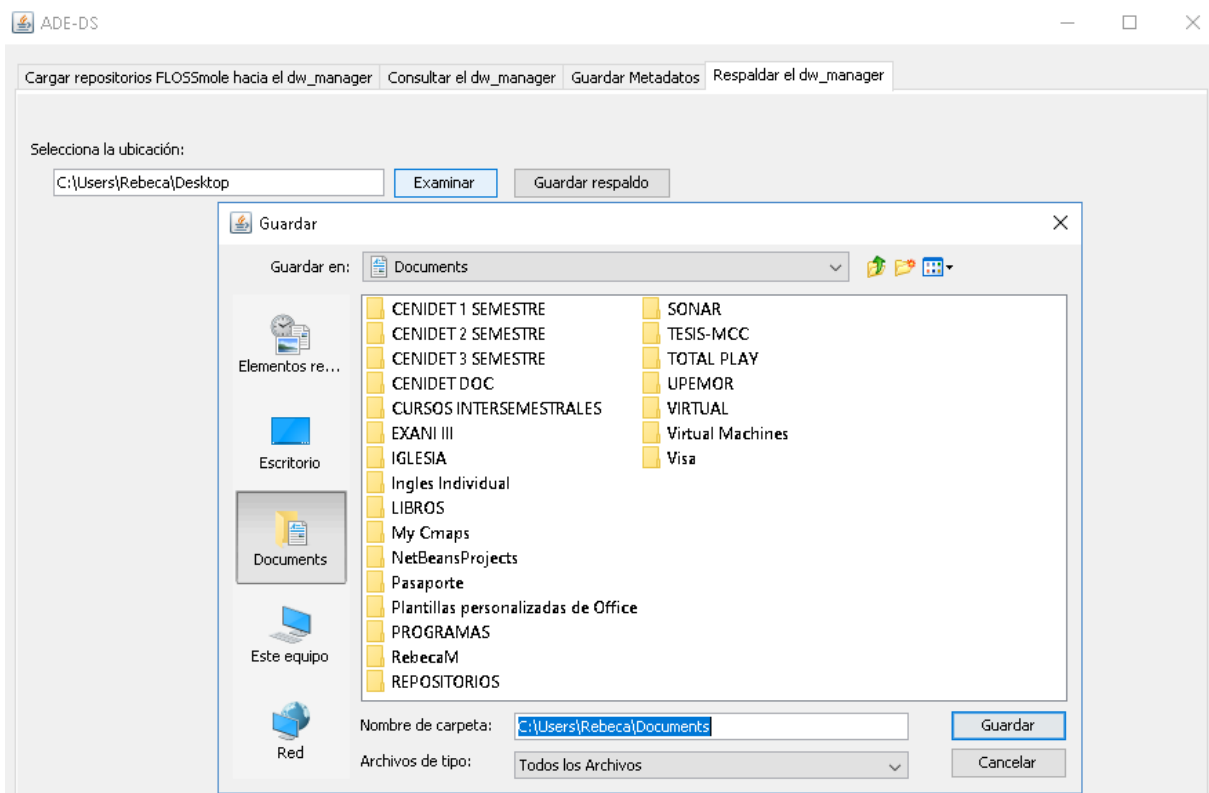 ADE-DS
Cargar repositorios FLOSSmole hacia el dw_manager Consultar el dw_manager Guardar Metadatos Respaldar el dw_manager
Selecciona la ubicación:
C:\Users\Rebeca\Desktop Examinar Guardar respaldo
Guardar
Guardar en: Documents
Elementos re...
Escritorio
Documents
Este equipo
Red
CENIDET 1 SEMESTRE
CENIDET 2 SEMESTRE
CENIDET 3 SEMESTRE
CENIDET DOC
CURSOS INTERSEMESTRALES
EXANI III
IGLESIA
Ingles Individual
LIBROS
My Cmaps
NetBeansProjects
Pasaporte
Plantillas personalizadas de Office
PROGRAMAS
RebecaM
REPOSITORIOS
SONAR
TESIS-MCC
TOTAL PLAY
UPEMOR
VIRTUAL
Virtual Machines
Visa
Nombre de carpeta: C:\Users\Rebeca\Documents Guardar
Archivos de tipo: Todos los Archivos Cancelar